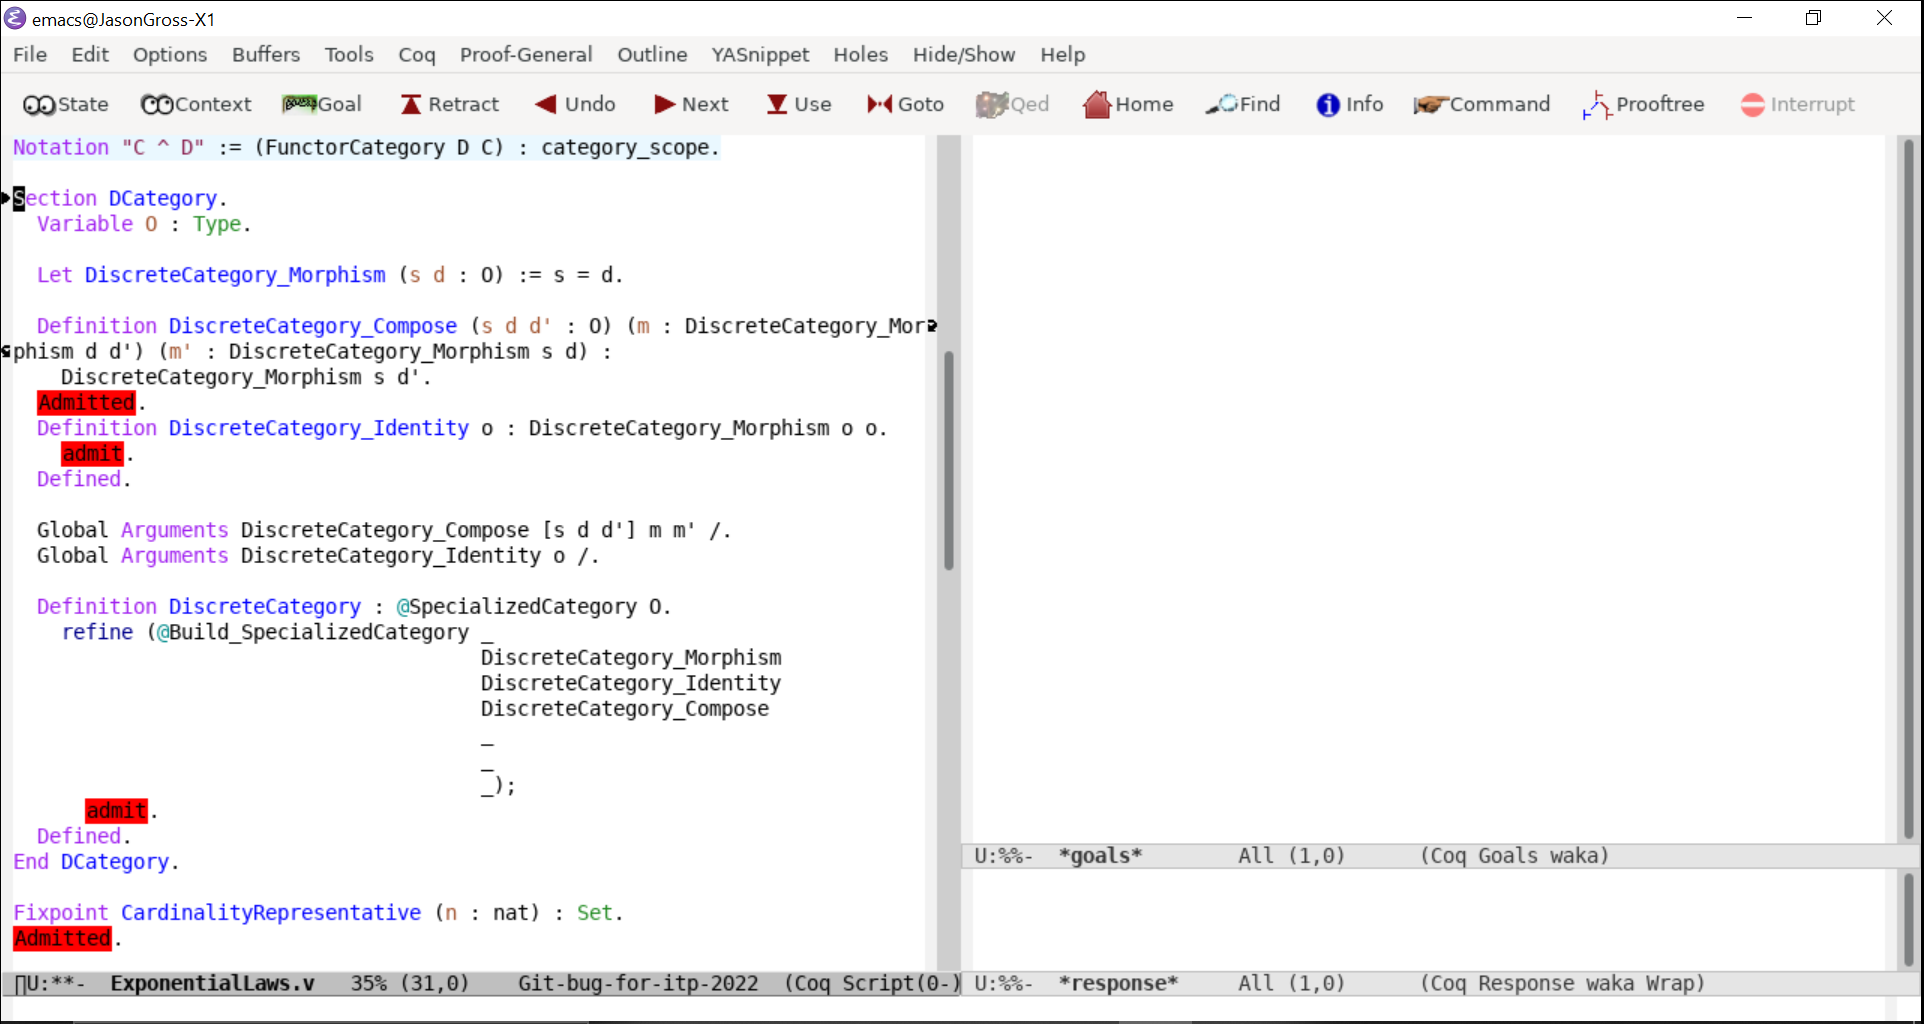 emacs@JasonGross-X1
File Edit Options Buffers Tools Coq Proof-General Outline YASnippet Holes Hide/Show Help
State Context Goal Retract Undo Next Use Goto Qed Home Find Info Command Prooftree Interrupt
Notation "C ^ D" := (FunctorCategory D C) : category_scope.
Section DCategory.
Variable O : Type.
Let DiscreteCategory_Morphism (s d : O) := s = d.
Definition DiscreteCategory_Compose (s d d' : O) (m : DiscreteCategory_Mor
phism d d') (m' : DiscreteCategory_Morphism s d) :
DiscreteCategory_Morphism s d'.
Admitted.
Definition DiscreteCategory_Identity o : DiscreteCategory_Morphism o o.
admit.
Defined.
Global Arguments DiscreteCategory_Compose [s d d'] m m' /.
Global Arguments DiscreteCategory_Identity o /.
Definition DiscreteCategory : @SpecializedCategory O.
refine (@Build_SpecializedCategory _
DiscreteCategory_Morphism
DiscreteCategory_Identity
DiscreteCategory_Compose
_
_
_);
admit.
Defined.
End DCategory.
Fixpoint CardinalityRepresentative (n : nat) : Set.
Admitted.
U:**- ExponentialLaws.v 35% (31,0) Git-bug-for-itp-2022 (Coq Script(0-)
U:%%- *goals* All (1,0) (Coq Goals waka)
U:%%- *response* All (1,0) (Coq Response waka Wrap)